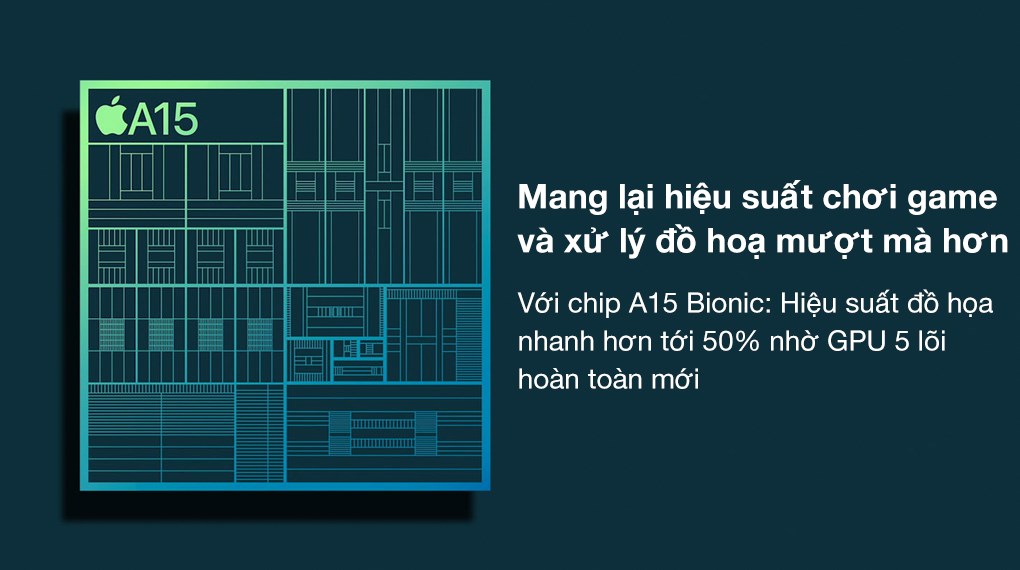 A15
Mang lại hiệu suất chơi game
và xử lý đồ hoạ mượt mà hơn
Với chip A15 Bionic: Hiệu suất đồ họa
nhanh hơn tới 50% nhờ GPU 5 lõi
hoàn toàn mới